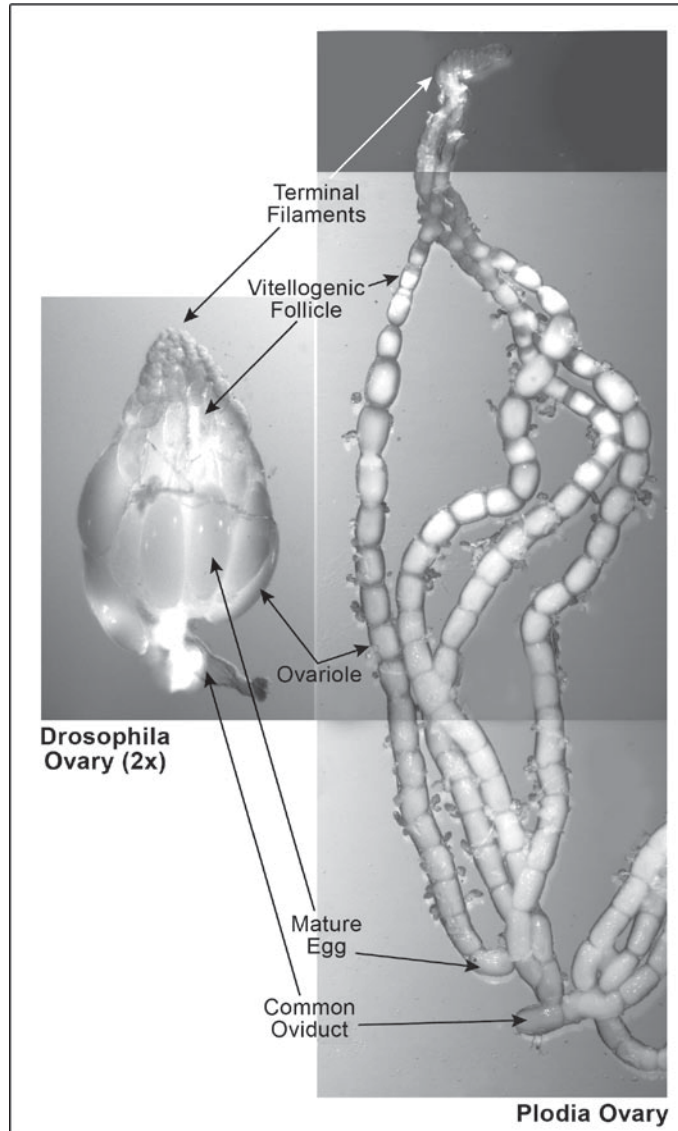 Terminal
Filaments
Vitellogenic
Follicle
Ovariole
Drosophila
Ovary (2x)
Mature
Egg
Common
Oviduct
Plodia Ovary